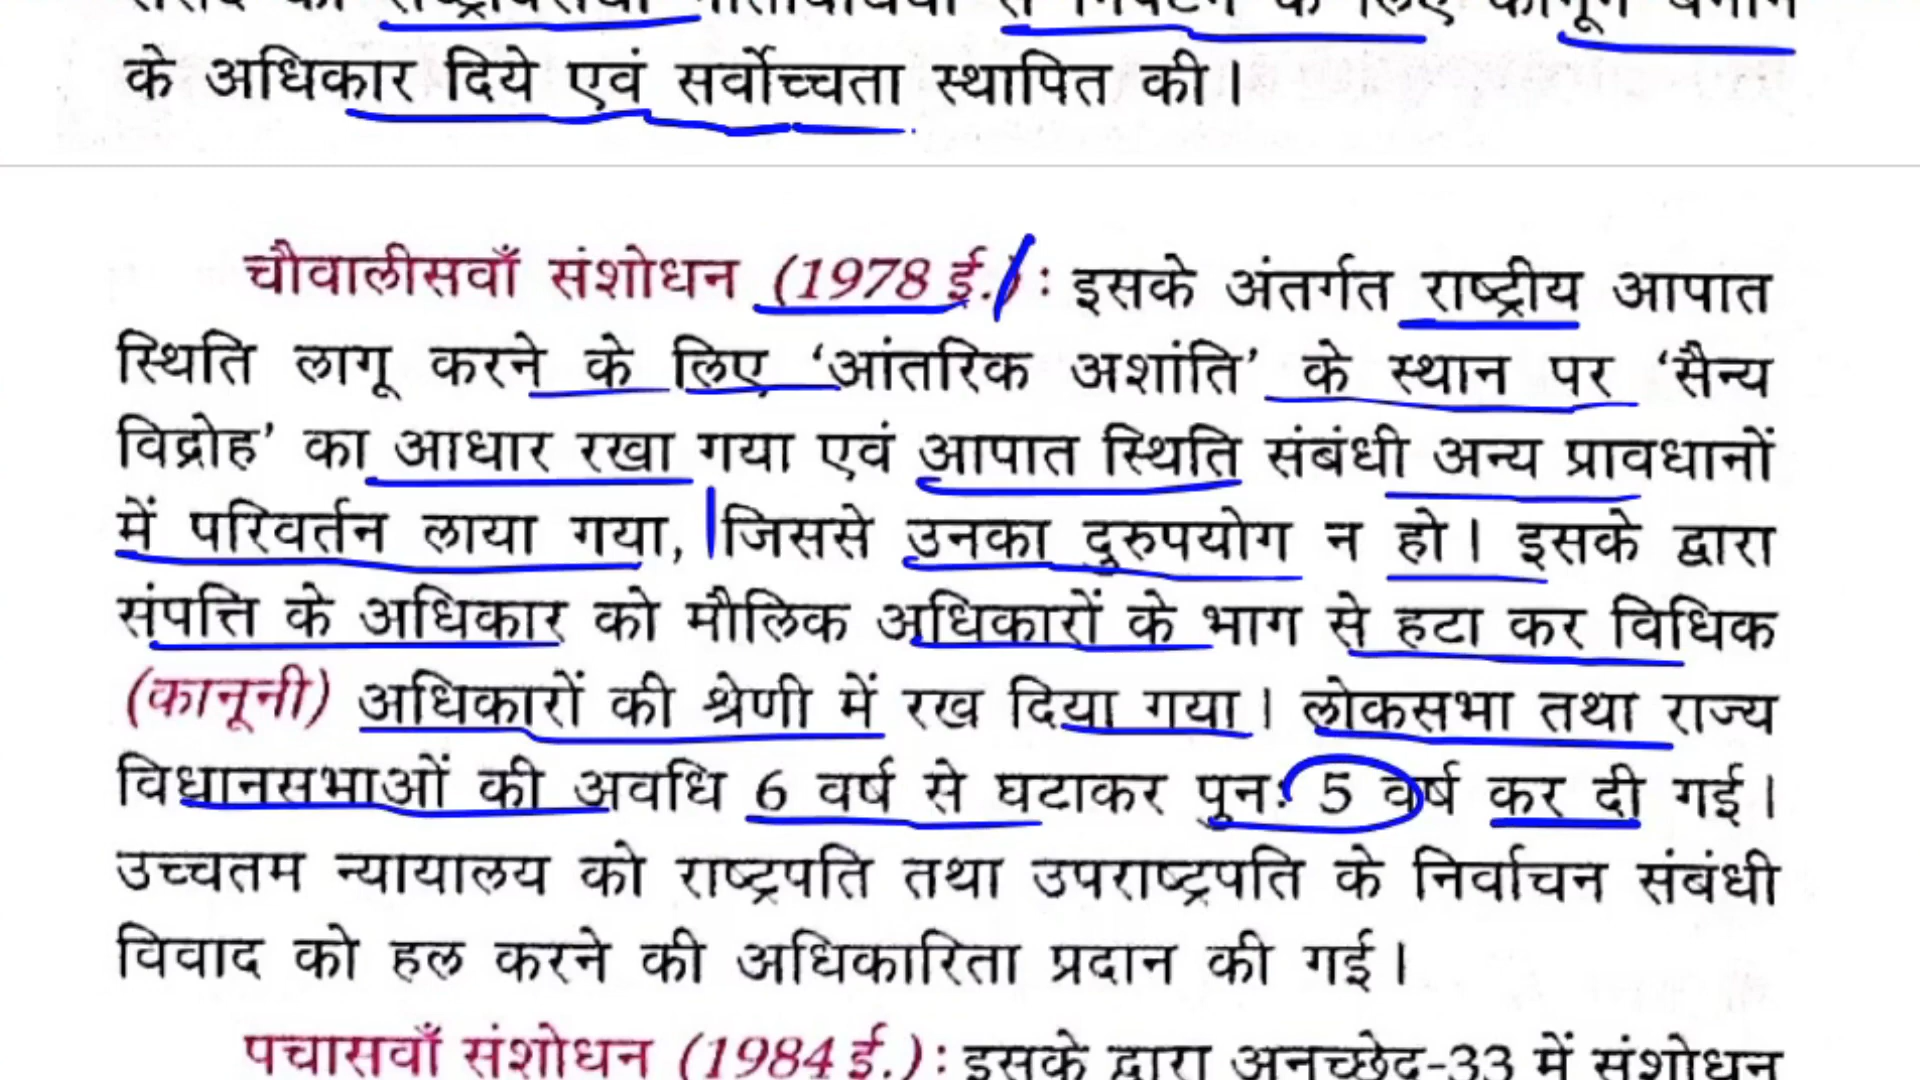 के अधिकार दिये एवं सर्वोच्चता स्थापित की।
चौवालीसवाँ संशोधन (1978 ई.): इसके अंतर्गत राष्ट्रीय आपात
स्थिति लागू करने के लिए ‘आंतरिक अशांति’ के स्थान पर ‘सैन्य
विद्रोह’ का आधार रखा गया एवं आपात स्थिति संबंधी अन्य प्रावधानों
में परिवर्तन लाया गया, जिससे उनका दुरुपयोग न हो। इसके द्वारा
संपत्ति के अधिकार को मौलिक अधिकारों के भाग से हटा कर विधिक
(कानूनी) अधिकारों की श्रेणी में रख दिया गया। लोकसभा तथा राज्य
विधानसभाओं की अवधि 6 वर्ष से घटाकर पुनः 5 वर्ष कर दी गई।
उच्चतम न्यायालय को राष्ट्रपति तथा उपराष्ट्रपति के निर्वाचन संबंधी
विवाद को हल करने की अधिकारिता प्रदान की गई।
पचासवाँ संशोधन (1984 ई.): इसके द्वारा अनुच्छेद-33 में संशोधन